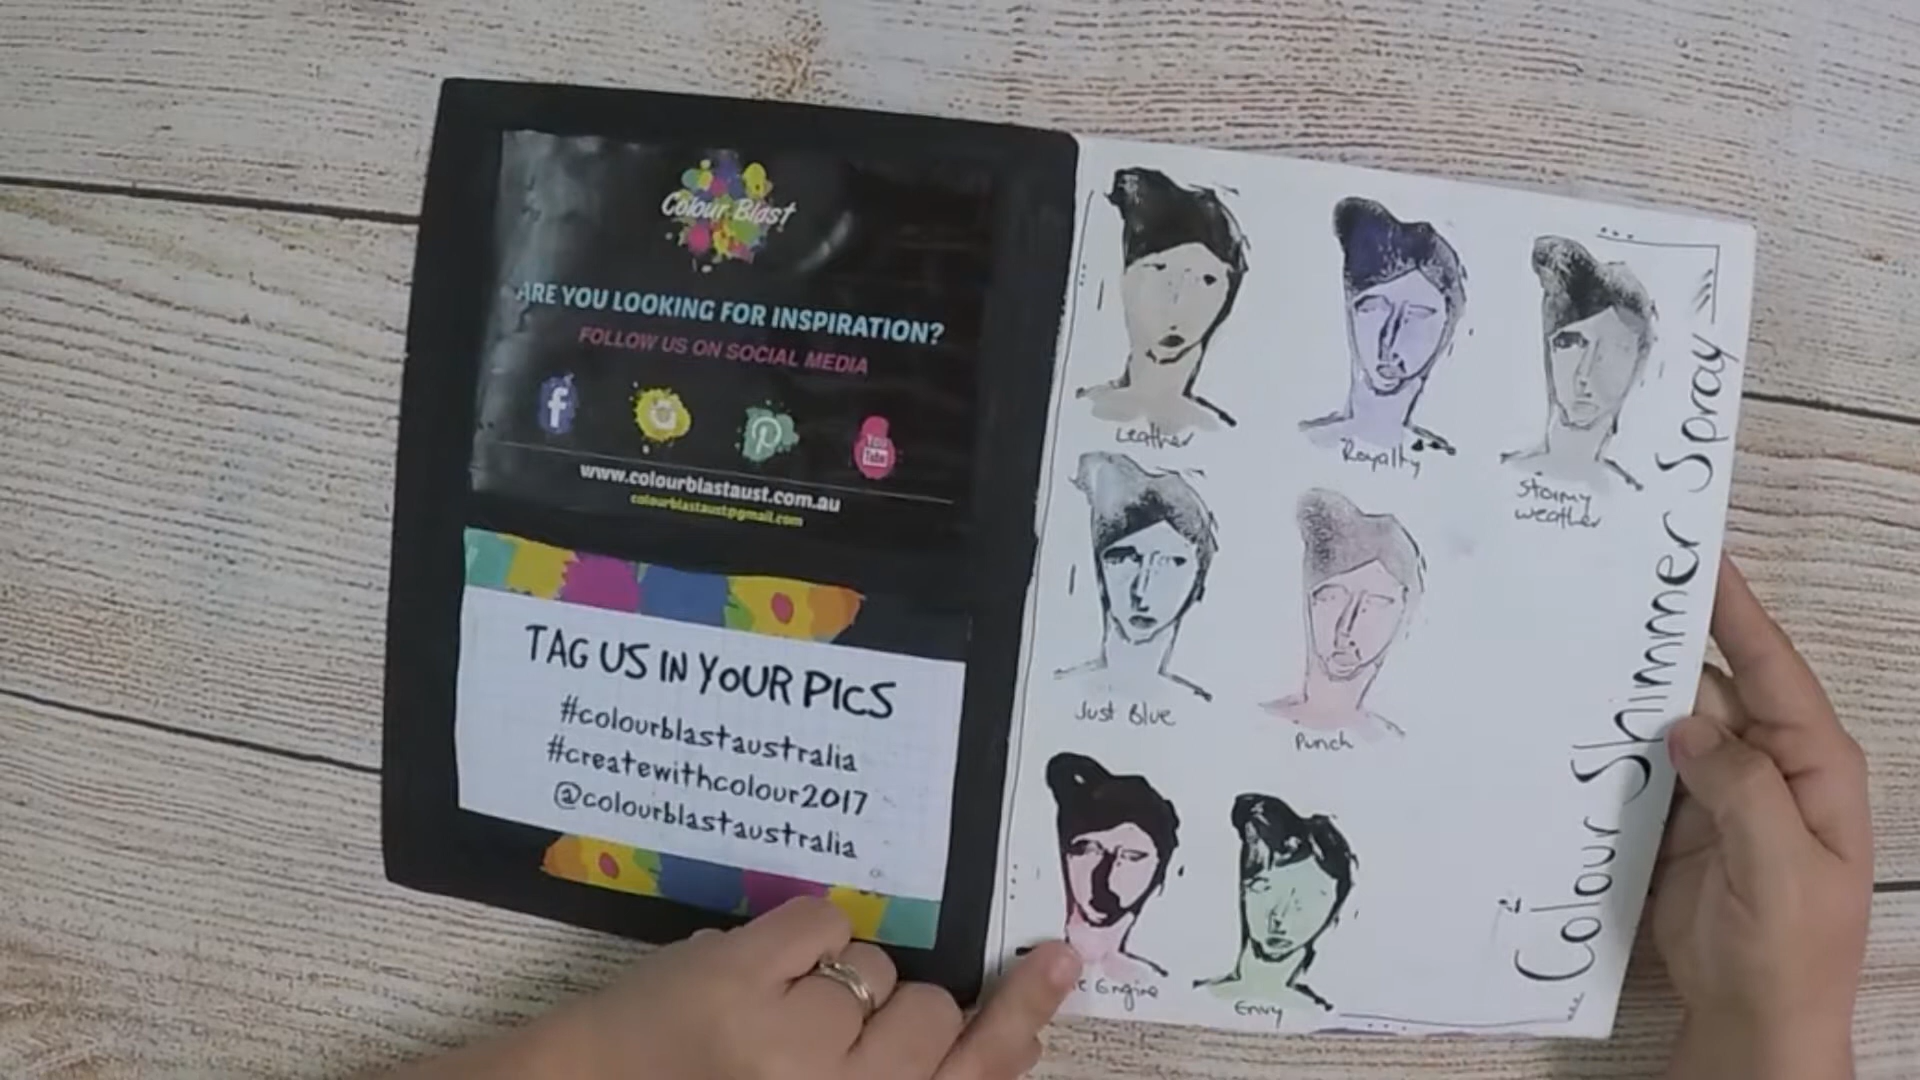 Colour Blast
ARE YOU LOOKING FOR INSPIRATION?
FOLLOW US ON SOCIAL MEDIA
f
P
You
Tube
www.colourblastaust.com.au
colourblastaust@gmail.com
TAG US IN YOUR PICS
#colourblastaustralia
#createwithcolour2017
@colourblastaustralia
Leather
Royalty
Stormy
weather
Just Blue
Punch
Engine
Envy
Colour Shimmer Spray